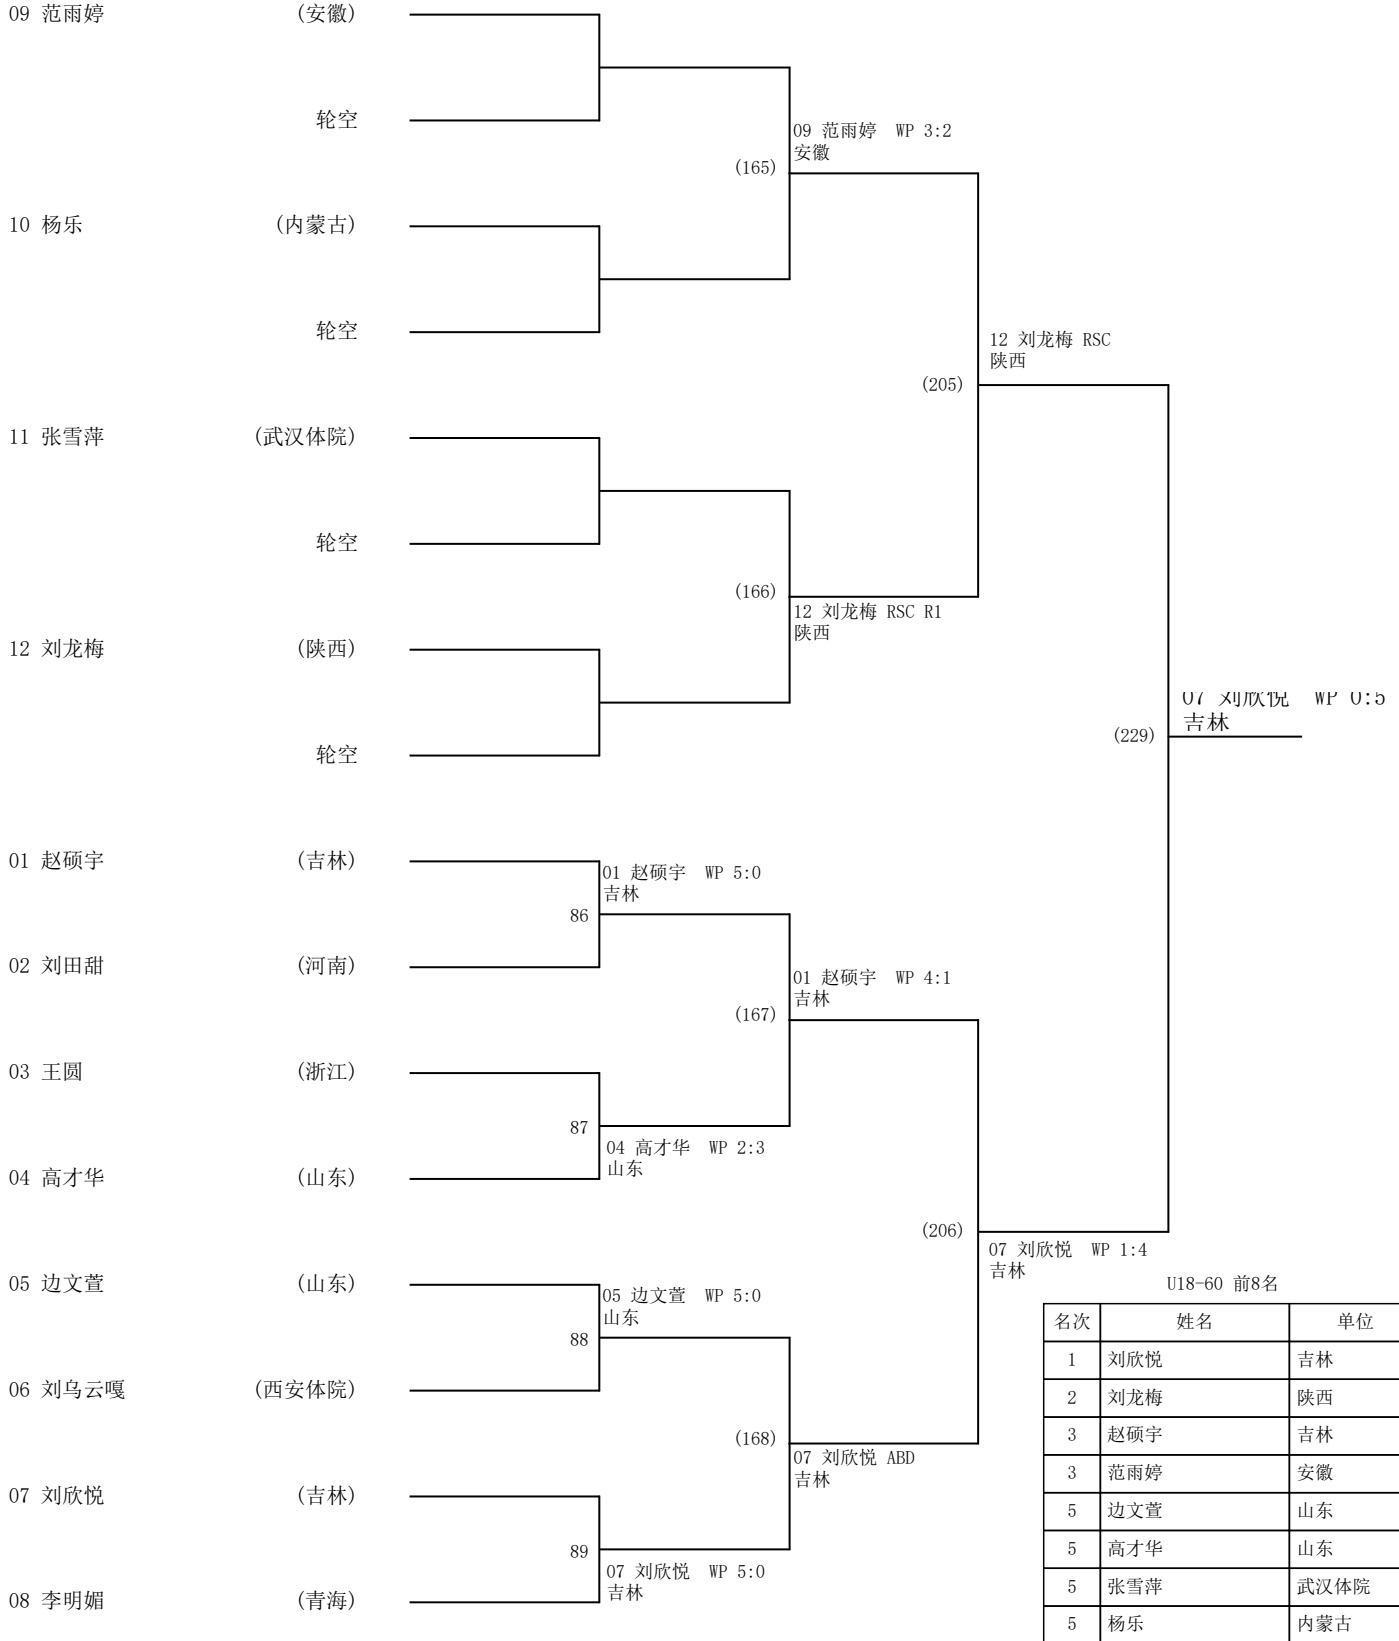 09 范雨婷 (安徽)
轮空
09 范雨婷 WP 3:2
安徽
(165)
10 杨乐 (内蒙古)
轮空
12 刘龙梅 RSC
陕西
(205)
11 张雪萍 (武汉体院)
轮空
(166)
12 刘龙梅 RSC R1
陕西
12 刘龙梅 (陕西)
轮空
07 刘欣悦 WP 0:5
吉林
(229)
01 赵硕宇 (吉林)
01 赵硕宇 WP 5:0
吉林
86
02 刘田甜 (河南)
01 赵硕宇 WP 4:1
吉林
(167)
03 王圆 (浙江)
87
04 高才华 WP 2:3
山东
04 高才华 (山东)
(206)
07 刘欣悦 WP 1:4
吉林
05 边文萱 (山东)
05 边文萱 WP 5:0
山东
88
06 刘乌云嘎 (西安体院)
(168)
07 刘欣悦 ABD
吉林
07 刘欣悦 (吉林)
89
07 刘欣悦 WP 5:0
吉林
08 李明媚 (青海)
U18-60 前8名
名次 姓名 单位
1 刘欣悦 吉林
2 刘龙梅 陕西
3 赵硕宇 吉林
3 范雨婷 安徽
5 边文萱 山东
5 高才华 山东
5 张雪萍 武汉体院
5 杨乐 内蒙古